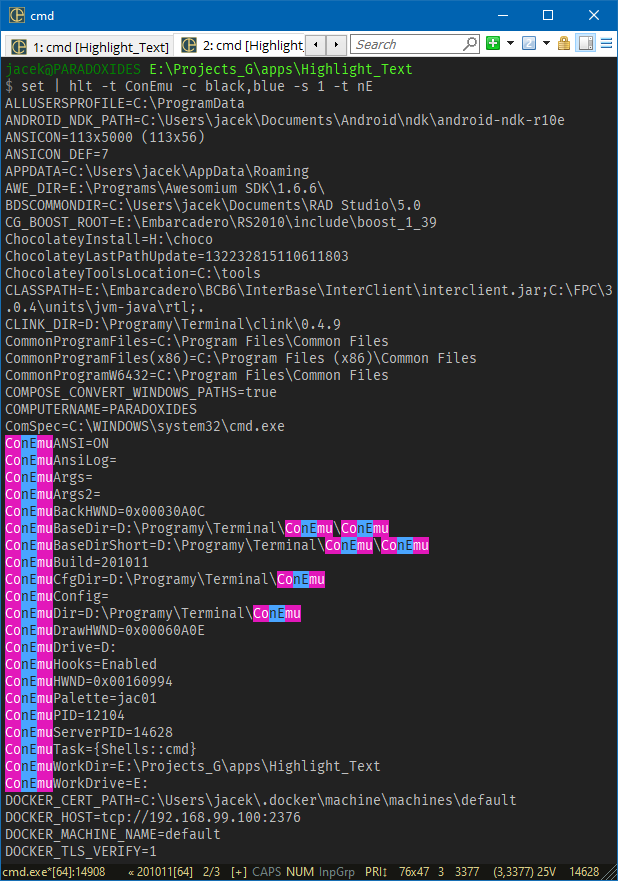 cmd
1: cmd [Highlight_Text]
2: cmd [Highlight_
Search
jacek@PARADOXIDES E:\Projects_G\apps\Highlight_Text
$ set | hlt -t ConEmu -c black,blue -s 1 -t nE
ALLUSERSPROFILE=C:\ProgramData
ANDROID_NDK_PATH=C:\Users\jacek\Documents\Android\ndk\android-ndk-r10e
ANSICON=113x5000 (113x56)
ANSICON_DEF=7
APPDATA=C:\Users\jacek\AppData\Roaming
AWE_DIR=E:\Programs\Awesomium SDK\1.6.6\
BDSCOMMONDIR=C:\Users\jacek\Documents\RAD Studio\5.0
CG_BOOST_ROOT=E:\Embarcadero\RS2010\include\boost_1_39
ChocolateyInstall=H:\choco
ChocolateyLastPathUpdate=132232815110611803
ChocolateyToolsLocation=C:\tools
CLASSPATH=E:\Embarcadero\BCB6\InterBase\InterClient\interclient.jar;C:\FPC\3
.0.4\units\jvm-java\rtl;.
CLINK_DIR=D:\Programy\Terminal\clink\0.4.9
CommonProgramFiles=C:\Program Files\Common Files
CommonProgramFiles(x86)=C:\Program Files (x86)\Common Files
CommonProgramW6432=C:\Program Files\Common Files
COMPOSE_CONVERT_WINDOWS_PATHS=true
COMPUTERNAME=PARADOXIDES
ComSpec=C:\WINDOWS\system32\cmd.exe
ConEmuANSI=ON
ConEmuAnsiLog=
ConEmuArgs=
ConEmuArgs2=
ConEmuBackHWND=0x00030A0C
ConEmuBaseDir=D:\Programy\Terminal\ConEmu\ConEmu
ConEmuBaseDirShort=D:\Programy\Terminal\ConEmu\ConEmu
ConEmuBuild=201011
ConEmuCfgDir=D:\Programy\Terminal\ConEmu
ConEmuConfig=
ConEmuDir=D:\Programy\Terminal\ConEmu
ConEmuDrawHWND=0x00060A0E
ConEmuDrive=D:
ConEmuHooks=Enabled
ConEmuHWND=0x00160994
ConEmuPalette=jac01
ConEmuPID=12104
ConEmuServerPID=14628
ConEmuTask={Shells::cmd}
ConEmuWorkDir=E:\Projects_G\apps\Highlight_Text
ConEmuWorkDrive=E:
DOCKER_CERT_PATH=C:\Users\jacek\.docker\machine\machines\default
DOCKER_HOST=tcp://192.168.99.100:2376
DOCKER_MACHINE_NAME=default
DOCKER_TLS_VERIFY=1
cmd.exe*[64]:14908 « 201011[64] 2/3 [+] CAPS NUM InpGrp PRI↕ 76x47 3 3377 (3,3377) 25V 14628